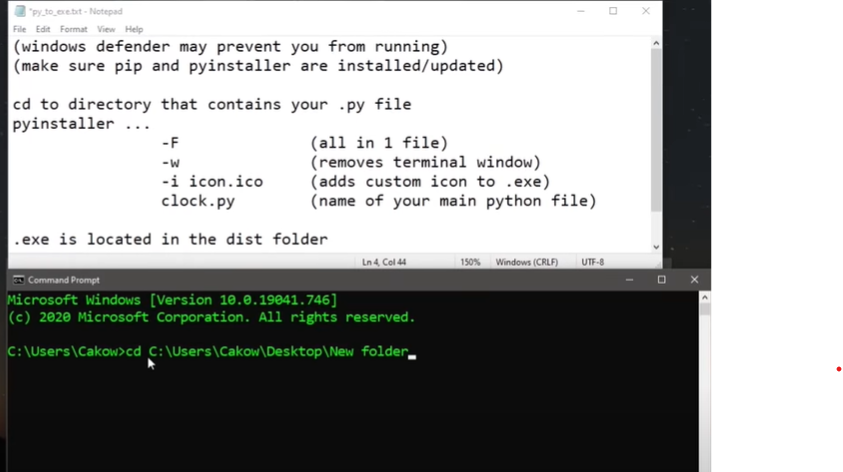 *py_to_exe.txt - Notepad
File Edit Format View Help
(windows defender may prevent you from running)
(make sure pip and pyinstaller are installed/updated)
cd to directory that contains your .py file
pyinstaller ...
-F (all in 1 file)
-w (removes terminal window)
-i icon.ico (adds custom icon to .exe)
clock.py (name of your main python file)
.exe is located in the dist folder
Ln 4, Col 44 150% Windows (CRLF) UTF-8
Command Prompt
Microsoft Windows [Version 10.0.19041.746]
(c) 2020 Microsoft Corporation. All rights reserved.
C:\Users\Cakow>cd C:\Users\Cakow\Desktop\New folder_